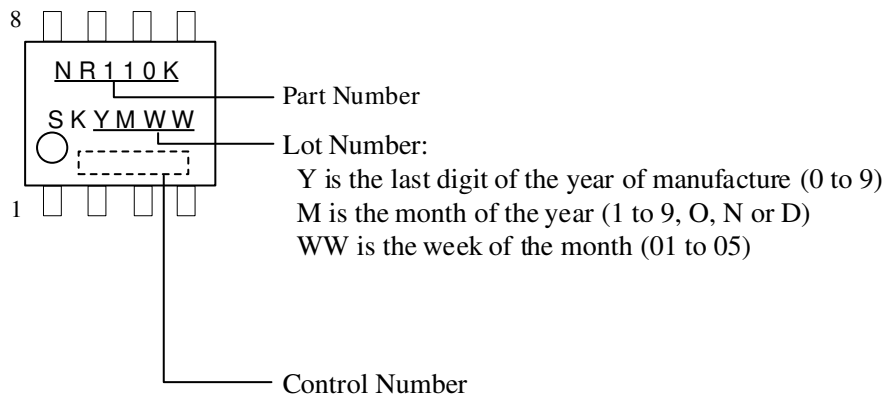 8
NR110K
Part Number
SKYMWW
Lot Number:
Y is the last digit of the year of manufacture (0 to 9)
M is the month of the year (1 to 9, O, N or D)
WW is the week of the month (01 to 05)
1
Control Number